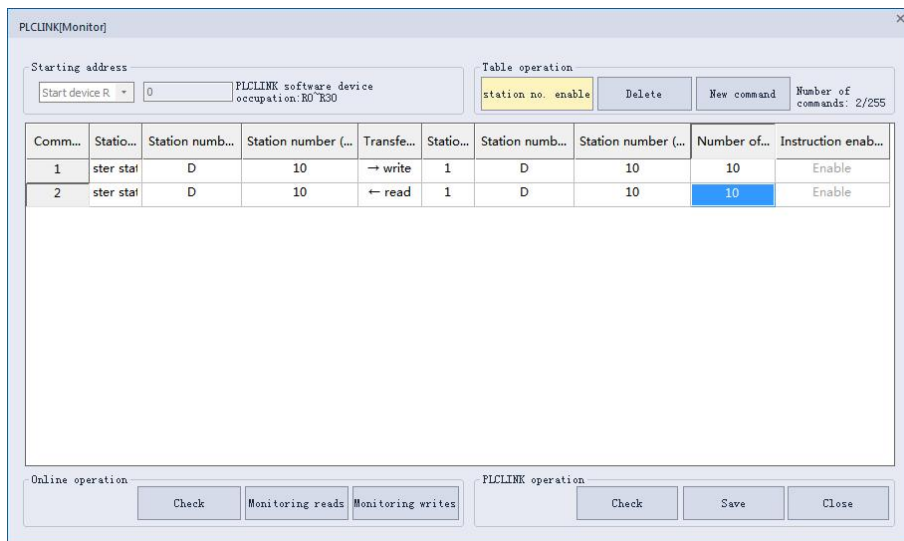 PLCLINK[Monitor]
Starting address
Start device R
0
PLCLINK software device
occupation:R0~R30
Table operation
station no. enable
Delete
New command
Number of
commands: 2/255
Comm... Statio... Station numb... Station number (... Transfe... Statio... Station numb... Station number (... Number of... Instruction enab...
1 ster stat D 10 → write 1 D 10 10 Enable
2 ster stat D 10 ← read 1 D 10 10 Enable
Online operation
Check
Monitoring reads
Monitoring writes
PLCLINK operation
Check
Save
Close